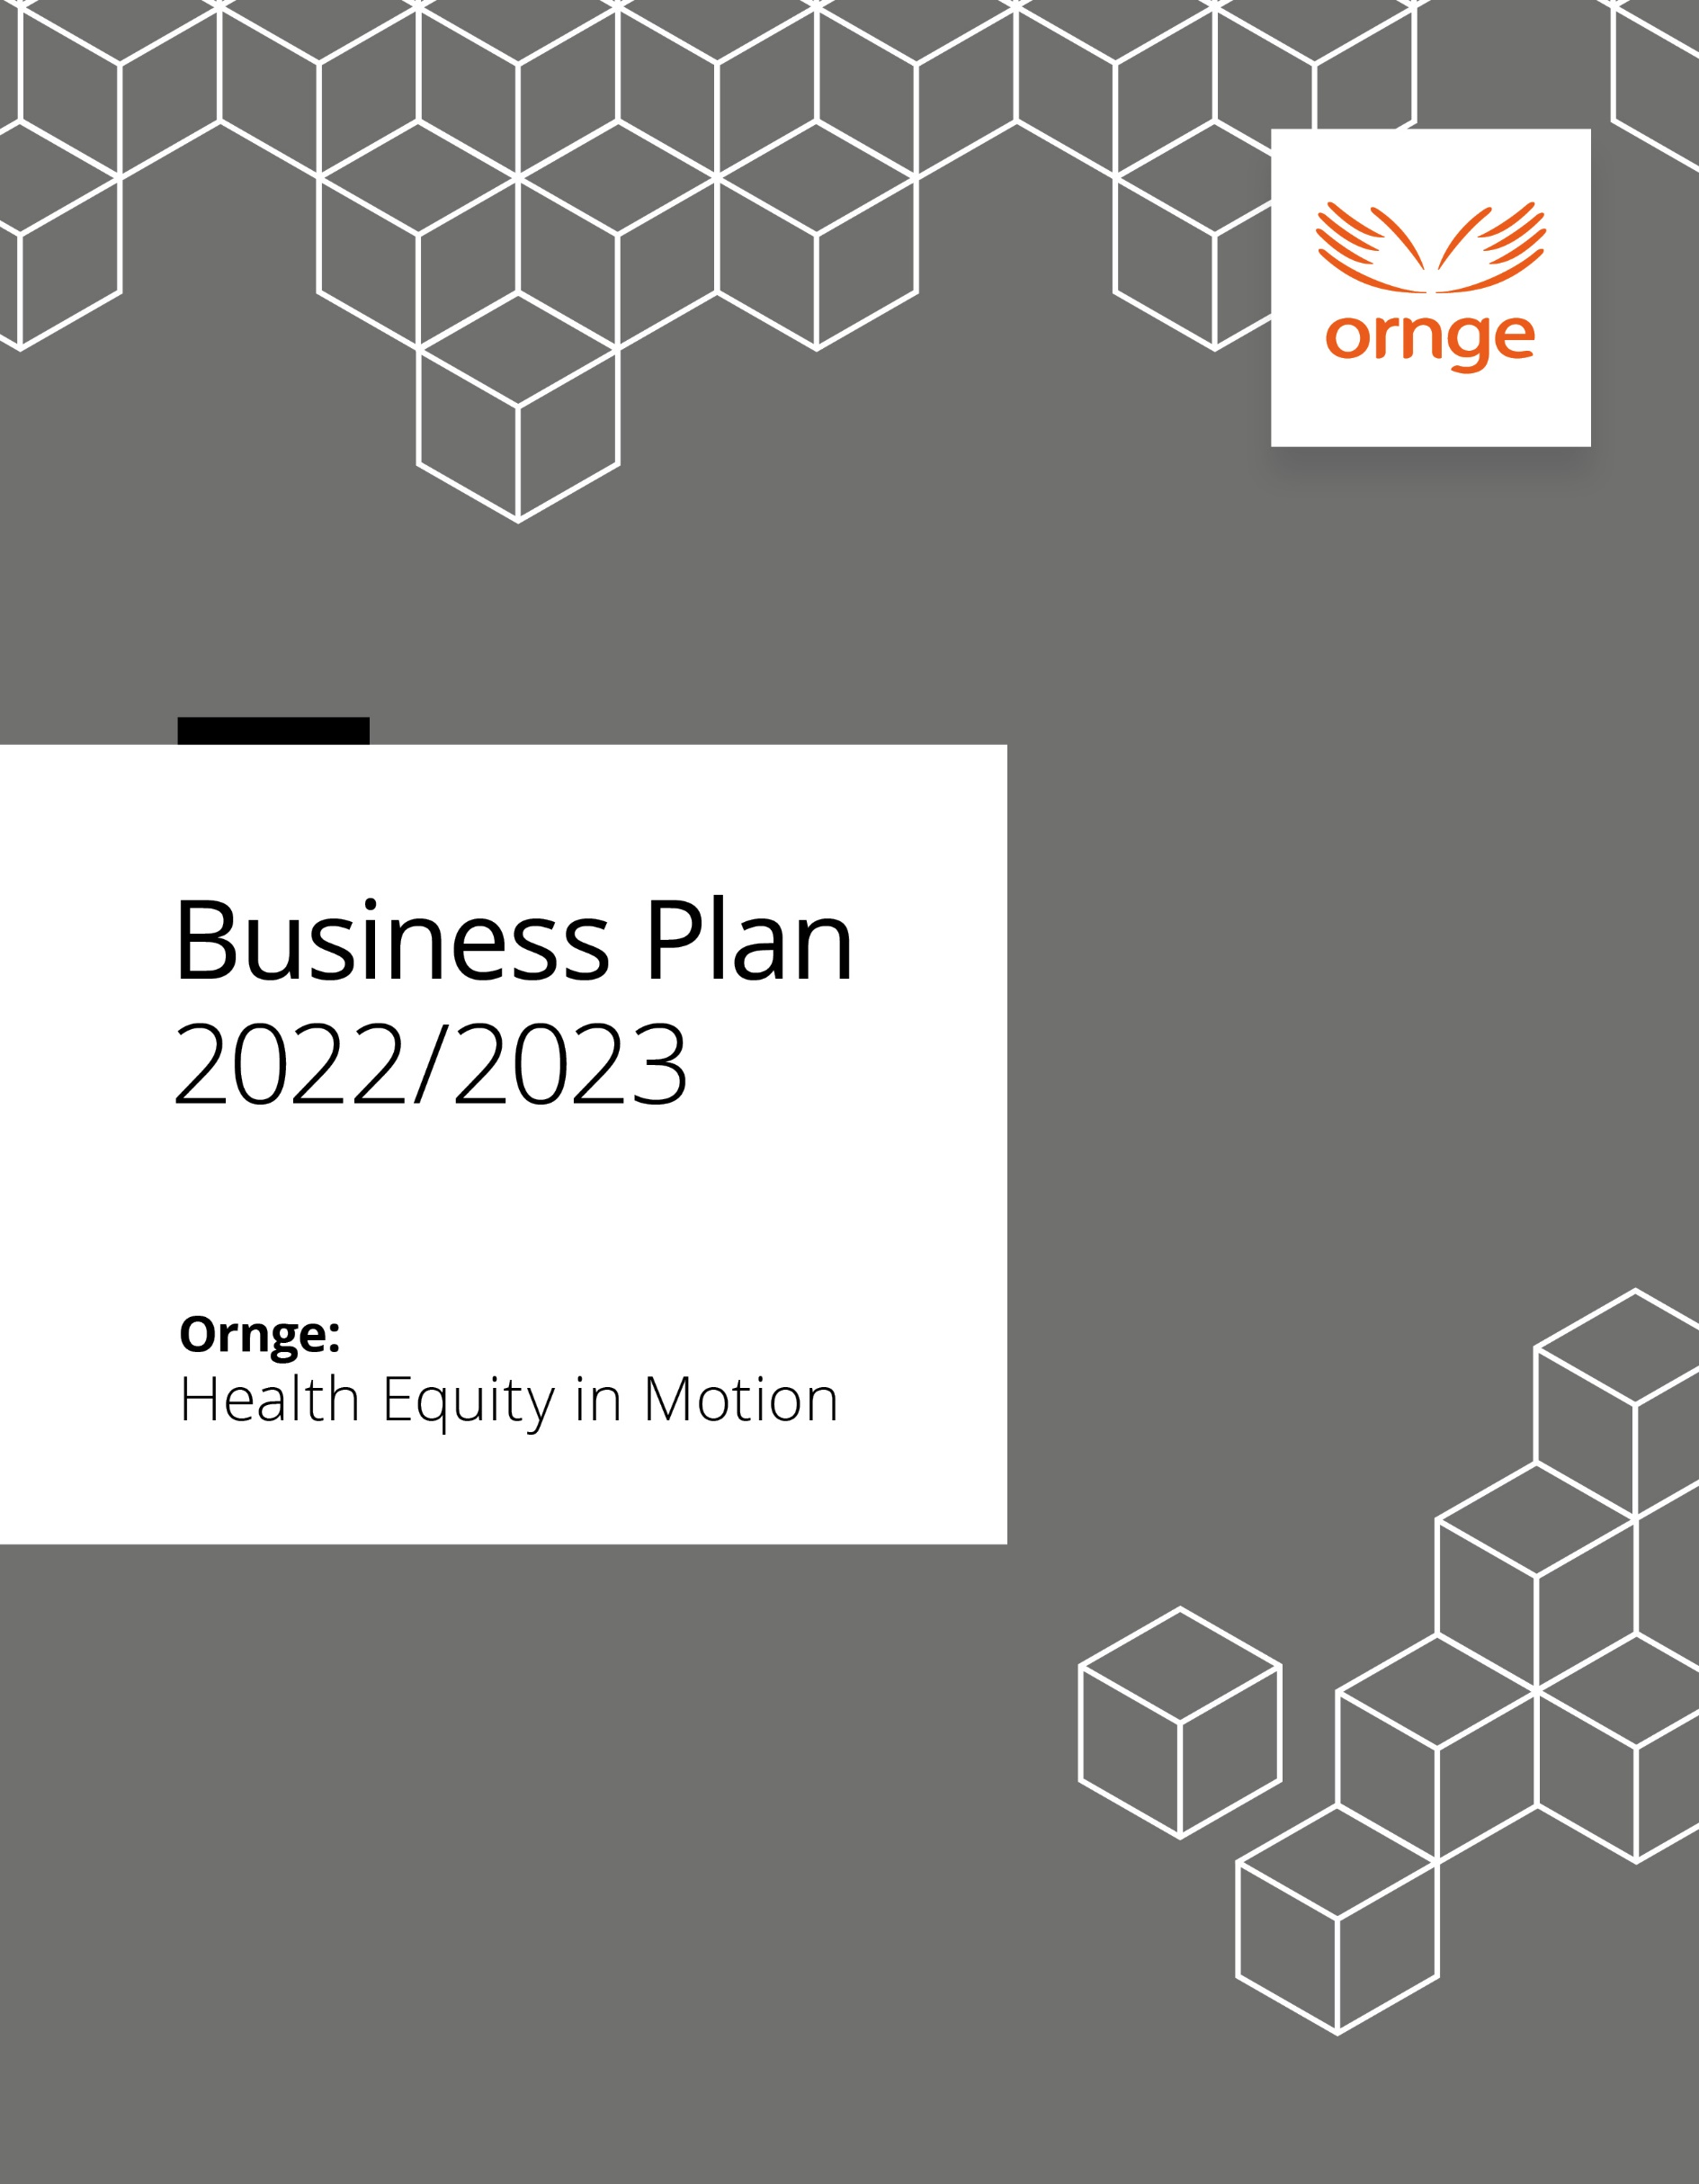 ornge
Business Plan
2022/2023
Ornge:
Health Equity in Motion